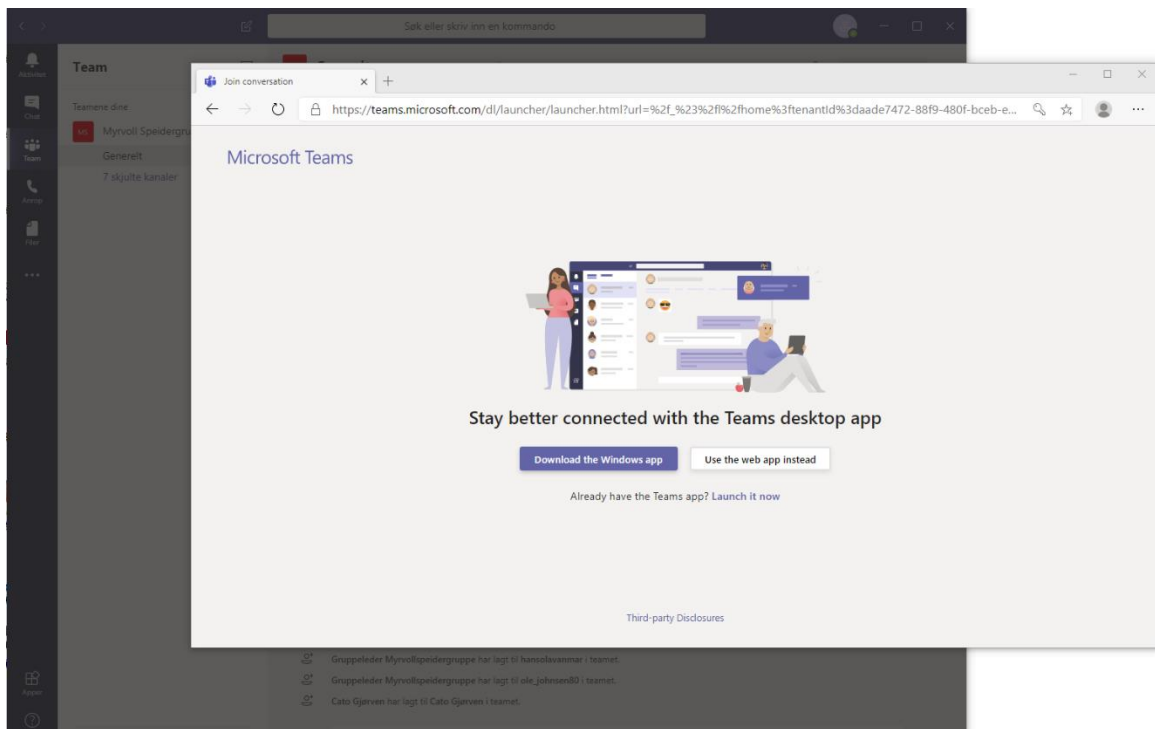 Søk eller skriv inn en kommando
Aktivitet
Chat
Team
Anrop
Filer
Apper
Team
Teamene dine
MS Myrvoll Speidergru
Generelt
7 skjulte kanaler
Join conversation
https://teams.microsoft.com/dl/launcher/launcher.html?url=%2f_%23%2fl%2fhome%3ftenantId%3daade7472-88f9-480f-bceb-e...
Microsoft Teams
Stay better connected with the Teams desktop app
Download the Windows app
Use the web app instead
Already have the Teams app? Launch it now
Third-party Disclosures
Gruppeleder Myrvollspeidergruppe har lagt til hansolavanmar i teamet.
Gruppeleder Myrvollspeidergruppe har lagt til ole_johnsen80 i teamet.
Cato Gjørven har lagt til Cato Gjørven i teamet.